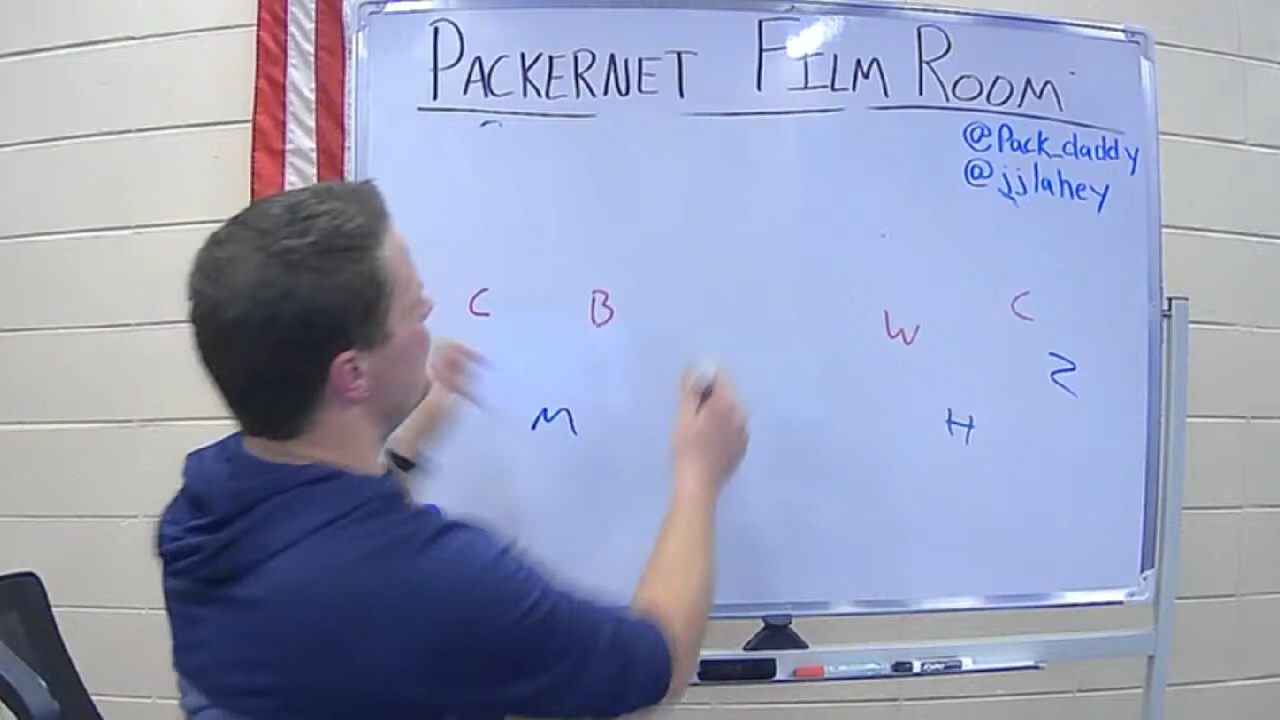 PACKERNET FILM ROOM
@Pack_daddy
@jjlahey
C B W C
Z
M H